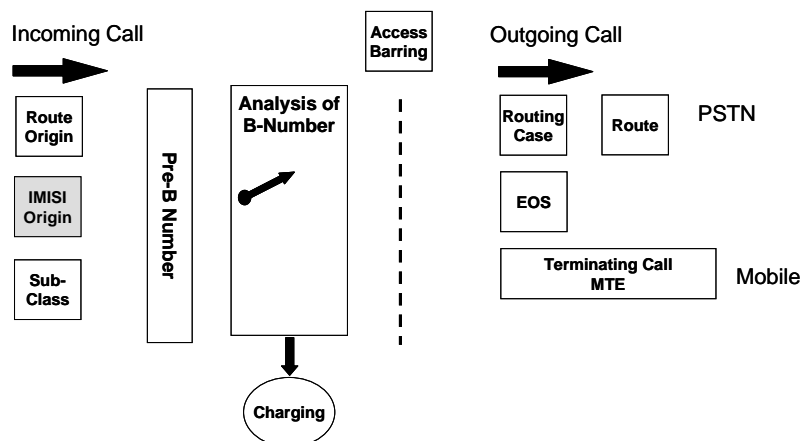 Incoming Call
Access
Barring
Outgoing Call
Route
Origin
IMISI
Origin
Sub-
Class
Pre-B Number
Analysis of
B-Number
Charging
Routing
Case
Route
PSTN
EOS
Terminating Call
MTE
Mobile